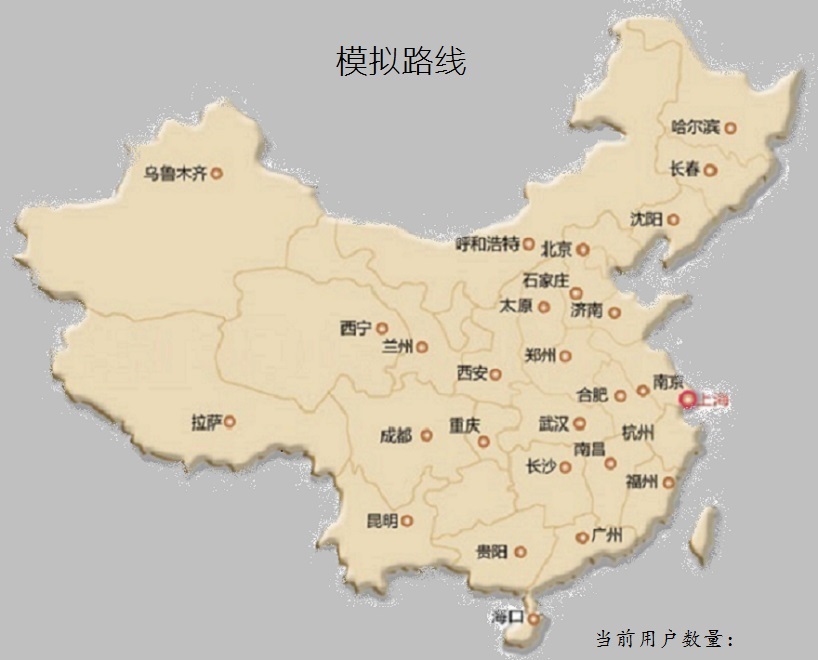 模拟路线
哈尔滨
长春
乌鲁木齐
沈阳
呼和浩特
北京
石家庄
太原
济南
西宁
兰州
郑州
西安
南京
合肥
上海
拉萨
成都
重庆
武汉
杭州
南昌
长沙
福州
昆明
广州
贵阳
海口
当前用户数量：